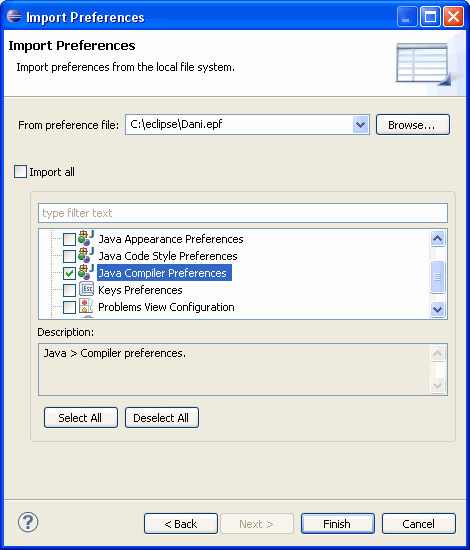 Import Preferences
Import Preferences
Import preferences from the local file system.
From preference file: C:\eclipse\Dani.epf Browse...
Import all
type filter text
Java Appearance Preferences
Java Code Style Preferences
Java Compiler Preferences
Esc Keys Preferences
Problems View Configuration
Description:
Java > Compiler preferences.
Select All Deselect All
? < Back Next > Finish Cancel